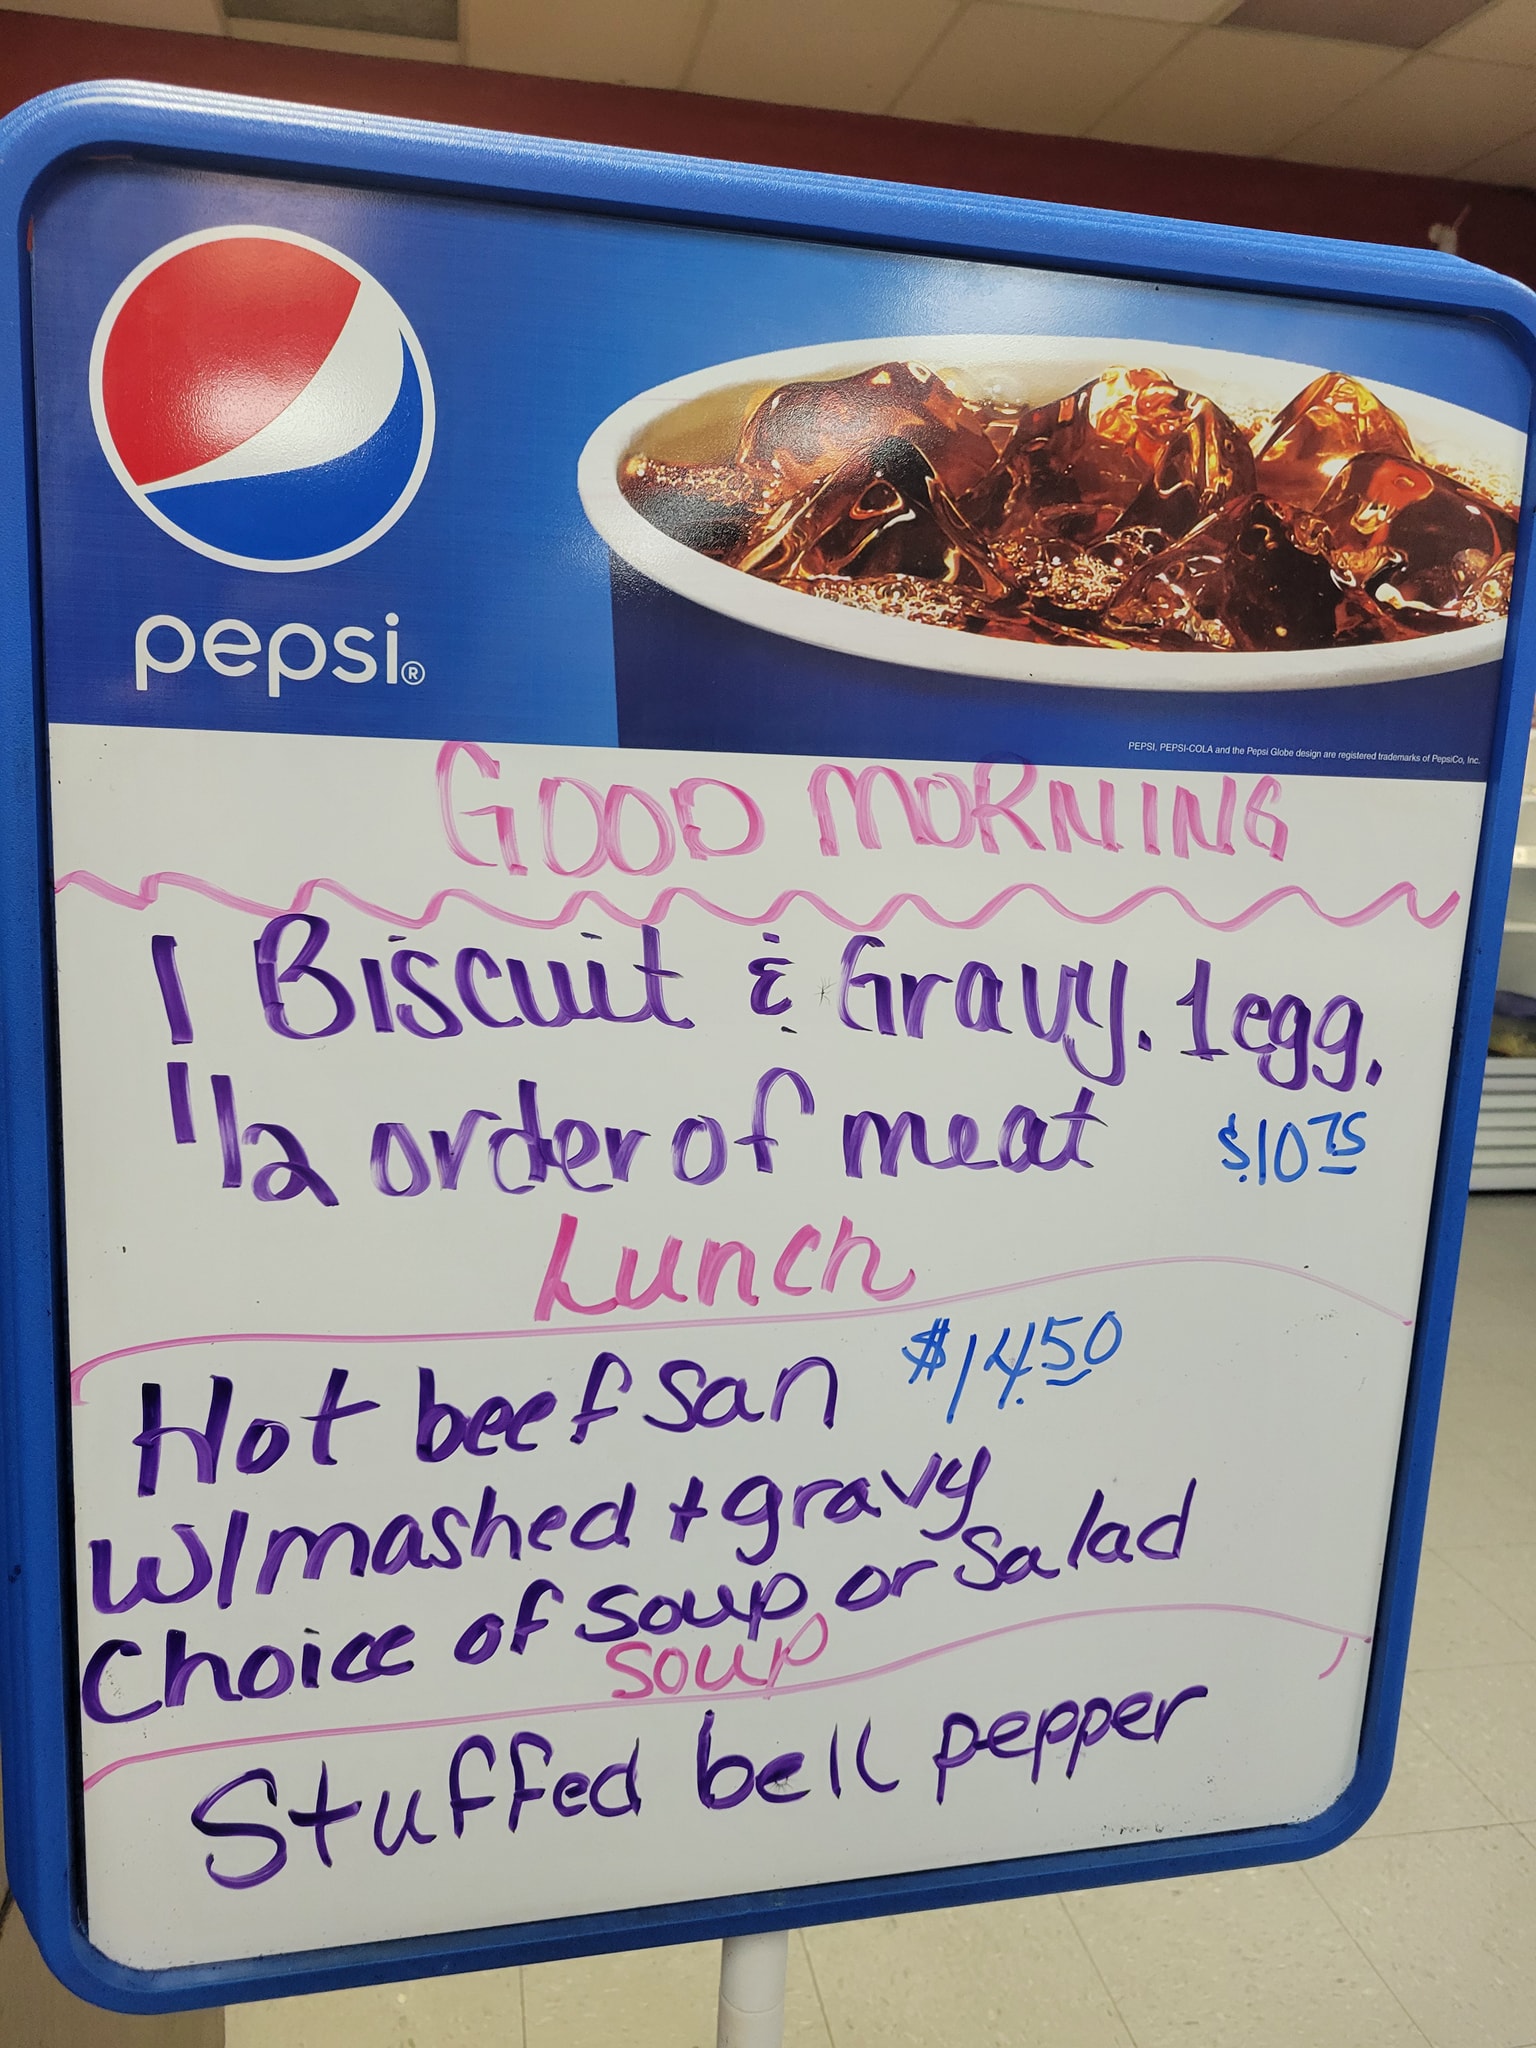 pepsi®
PEPSI, PEPSI-COLA and the Pepsi Globe design are registered trademarks of PepsiCo, Inc.
GOOD MORNING
1 Biscuit & Gravy. 1 egg.
1/2 order of meat $10.75
Lunch
Hot beef san $14.50
W/mashed + gravy
Choice of soup or Salad
soup
Stuffed bell pepper